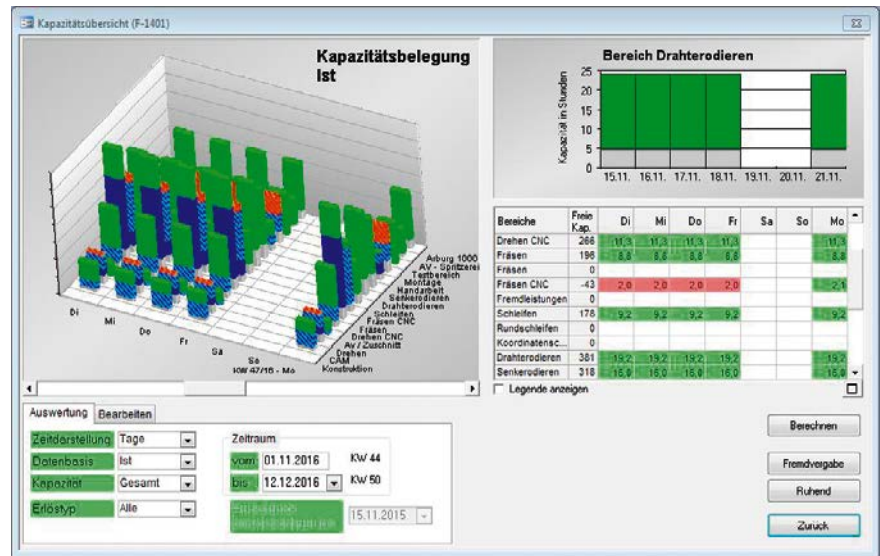 Kapazitätsübersicht (F-1401)
Kapazitätsbelegung
Ist
Di
Mi
Do
Fr
Sa
So
KW 47/16 - Mo
Arburg 1000
AV - Spritzerei
Testbereich
Montage
Handarbeit
Senkerodieren
Drahterodieren
Schleifen
Fräsen CNC
Fräsen
Drehen CNC
Av / Zuschnitt
Drehen
CAM
Konstruktion
Bereich Drahterodieren
Kapazität in Stunden
25
20
15
10
5
0
15.11. 16.11. 17.11. 18.11. 19.11. 20.11. 21.11.
Bereiche Freie Kap. Di Mi Do Fr Sa So Mo
Drehen CNC 266 11,3 11,3 11,3 11,3 11,3
Fräsen 196 8,8 8,8 8,8 8,8 8,8
Fräsen 0
Fräsen CNC -43 2,0 2,0 2,0 2,0 2,1
Fremdleistungen 0
Schleifen 178 9,2 9,2 9,2 9,2 9,2
Rundschleifen 0
Koordinatensc... 0
Drahterodieren 381 19,2 19,2 19,2 19,2 19,2
Senkerodieren 318 16,0 16,0 16,0 16,0 16,0
Legende anzeigen
Auswertung Bearbeiten
Zeitdarstellung Tage
Datenbasis Ist
Kapazität Gesamt
Erlöstyp Alle
Zeitraum
vom 01.11.2016 KW 44
bis 12.12.2016 KW 50
15.11.2015
Berechnen
Fremdvergabe
Ruhend
Zurück